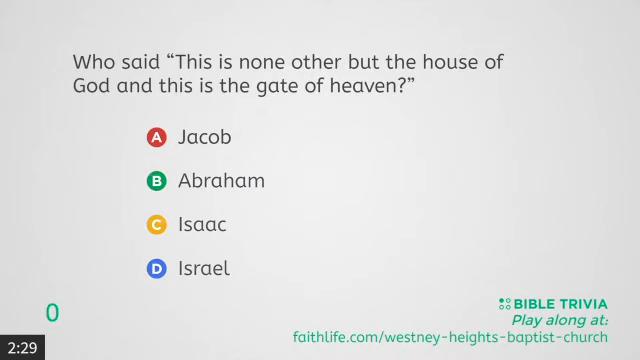 Who said “This is none other but the house of
God and this is the gate of heaven?”
A Jacob
B Abraham
C Isaac
D Israel
0
BIBLE TRIVIA
Play along at:
faithlife.com/westney-heights-baptist-church
2:29